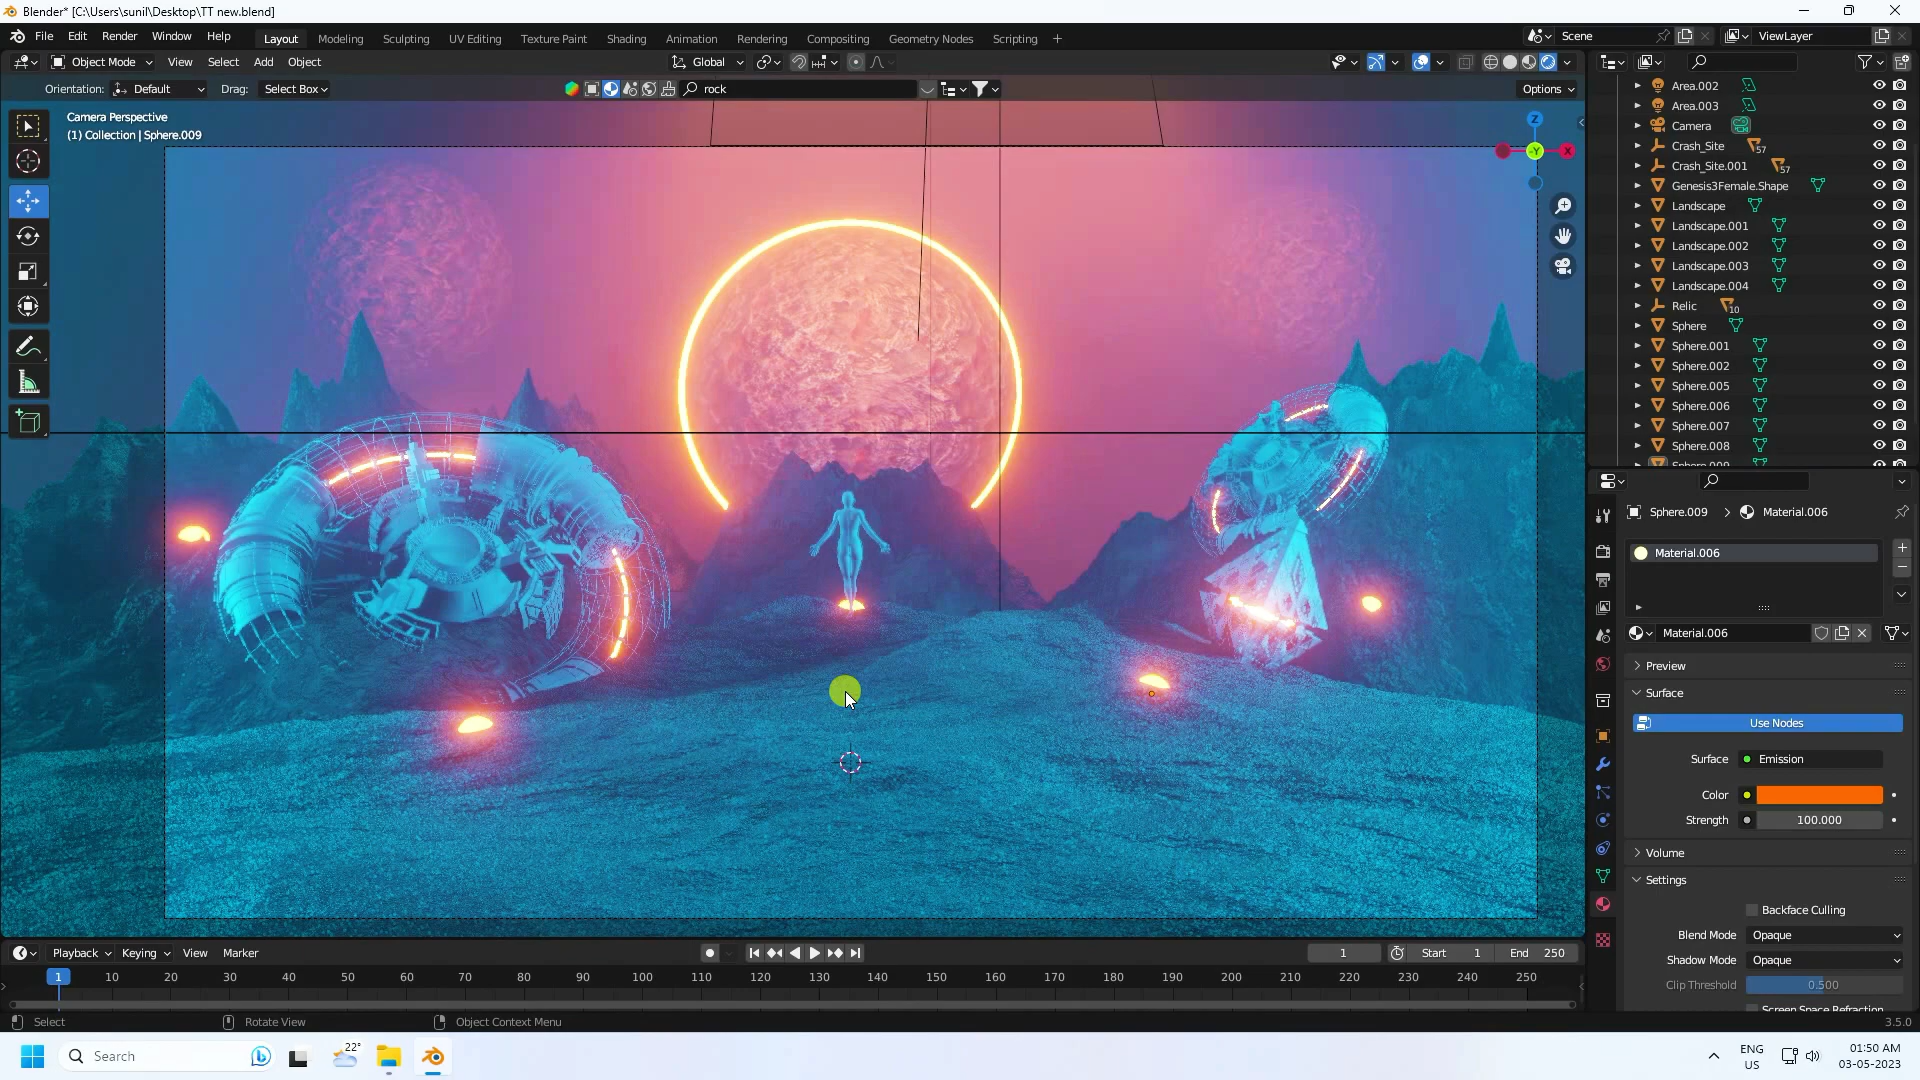 Blender* [C:\Users\sunil\Desktop\TT new.blend]
File Edit Render Window Help Layout Modeling Sculpting UV Editing Texture Paint Shading Animation Rendering Compositing Geometry Nodes Scripting + Scene ViewLayer
Object Mode View Select Add Object Global
Orientation: Default Drag: Select Box rock Options
Camera Perspective
(1) Collection | Sphere.009
Z
-Y X
Area.002
Area.003
Camera
Crash_Site 57
Crash_Site.001 57
Genesis3Female.Shape
Landscape
Landscape.001
Landscape.002
Landscape.003
Landscape.004
Relic 10
Sphere
Sphere.001
Sphere.002
Sphere.005
Sphere.006
Sphere.007
Sphere.008
Sphere.009
Sphere.009 > Material.006
Material.006
Material.006
Preview
Surface
Use Nodes
Surface Emission
Color
Strength 100.000
Volume
Settings
Backface Culling
Blend Mode Opaque
Shadow Mode Opaque
Clip Threshold 0.500
Screen Space Refraction
Playback Keying View Marker 1 Start 1 End 250
1 10 20 30 40 50 60 70 80 90 100 110 120 130 140 150 160 170 180 190 200 210 220 230 240 250
Select Rotate View Object Context Menu 3.5.0
Search 22° ENG US 01:50 AM 03-05-2023